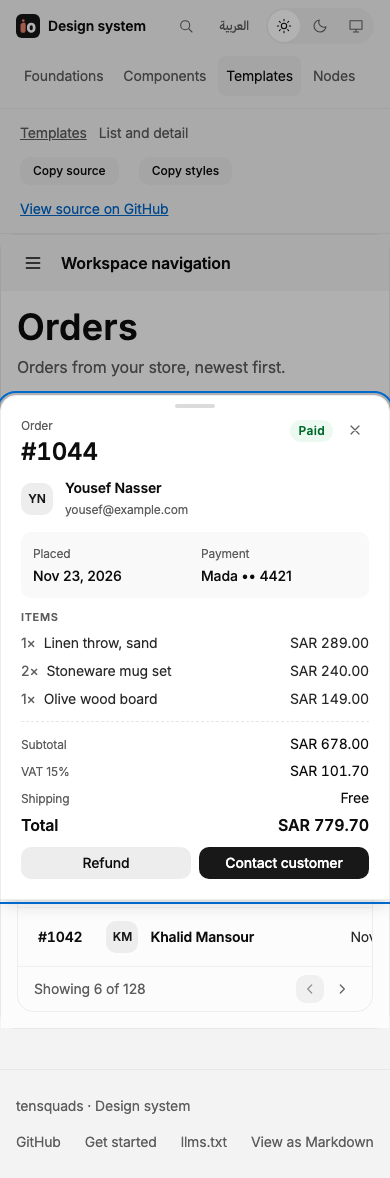 io Design system العربية
Foundations Components Templates Nodes
Templates List and detail
Copy source Copy styles
View source on GitHub
Workspace navigation
Orders
Orders from your store, newest first.
Order
#1044
Paid
YN
Yousef Nasser
yousef@example.com
Placed Payment
Nov 23, 2026 Mada •• 4421
ITEMS
1× Linen throw, sand SAR 289.00
2× Stoneware mug set SAR 240.00
1× Olive wood board SAR 149.00
Subtotal SAR 678.00
VAT 15% SAR 101.70
Shipping Free
Total SAR 779.70
Refund Contact customer
#1042 KM Khalid Mansour Nov
Showing 6 of 128
tensquads · Design system
GitHub Get started llms.txt View as Markdown